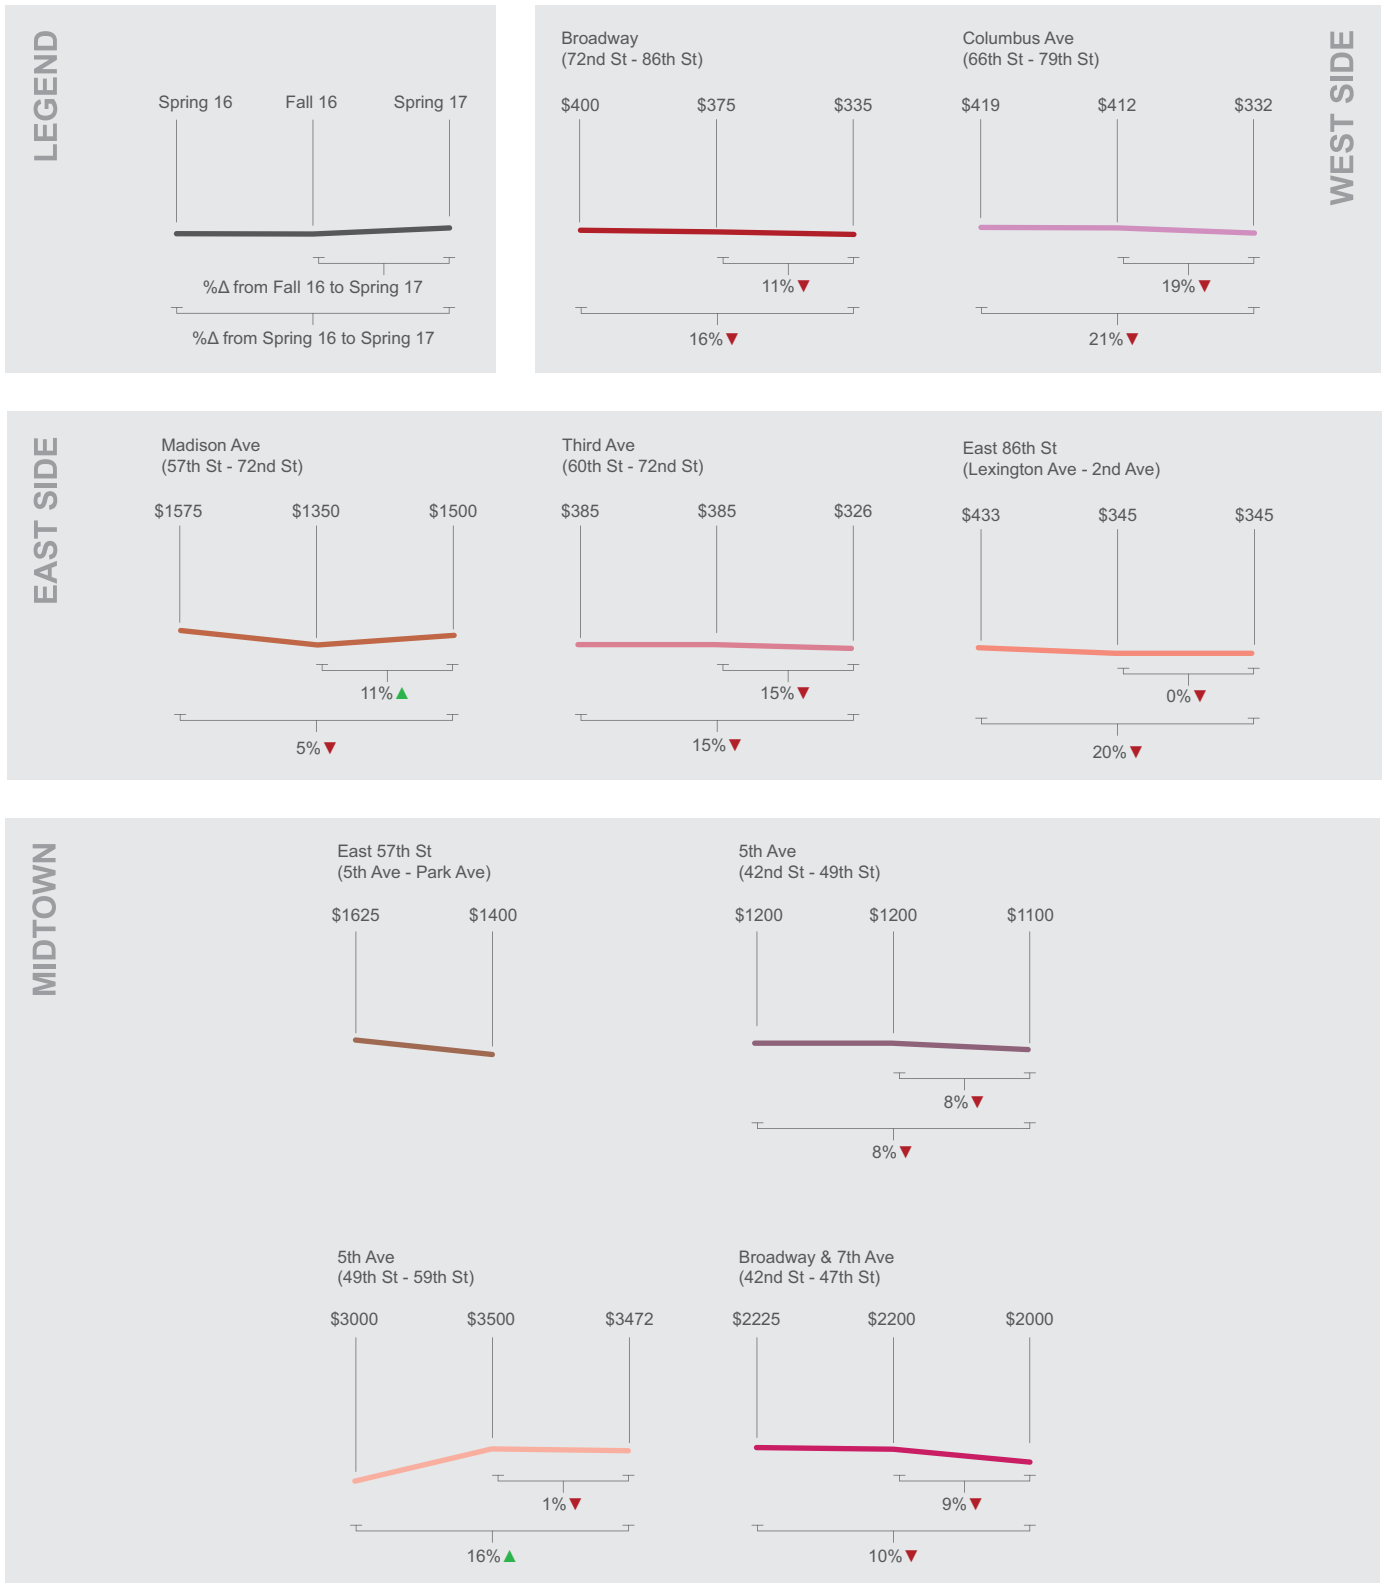 LEGEND
Spring 16 Fall 16 Spring 17
%Δ from Fall 16 to Spring 17
%Δ from Spring 16 to Spring 17
WEST SIDE
Broadway
(72nd St - 86th St)
$400 $375 $335
11%
16%
Columbus Ave
(66th St - 79th St)
$419 $412 $332
19%
21%
EAST SIDE
Madison Ave
(57th St - 72nd St)
$1575 $1350 $1500
11%
5%
Third Ave
(60th St - 72nd St)
$385 $385 $326
15%
15%
East 86th St
(Lexington Ave - 2nd Ave)
$433 $345 $345
0%
20%
MIDTOWN
East 57th St
(5th Ave - Park Ave)
$1625 $1400
5th Ave
(42nd St - 49th St)
$1200 $1200 $1100
8%
8%
5th Ave
(49th St - 59th St)
$3000 $3500 $3472
1%
16%
Broadway & 7th Ave
(42nd St - 47th St)
$2225 $2200 $2000
9%
10%